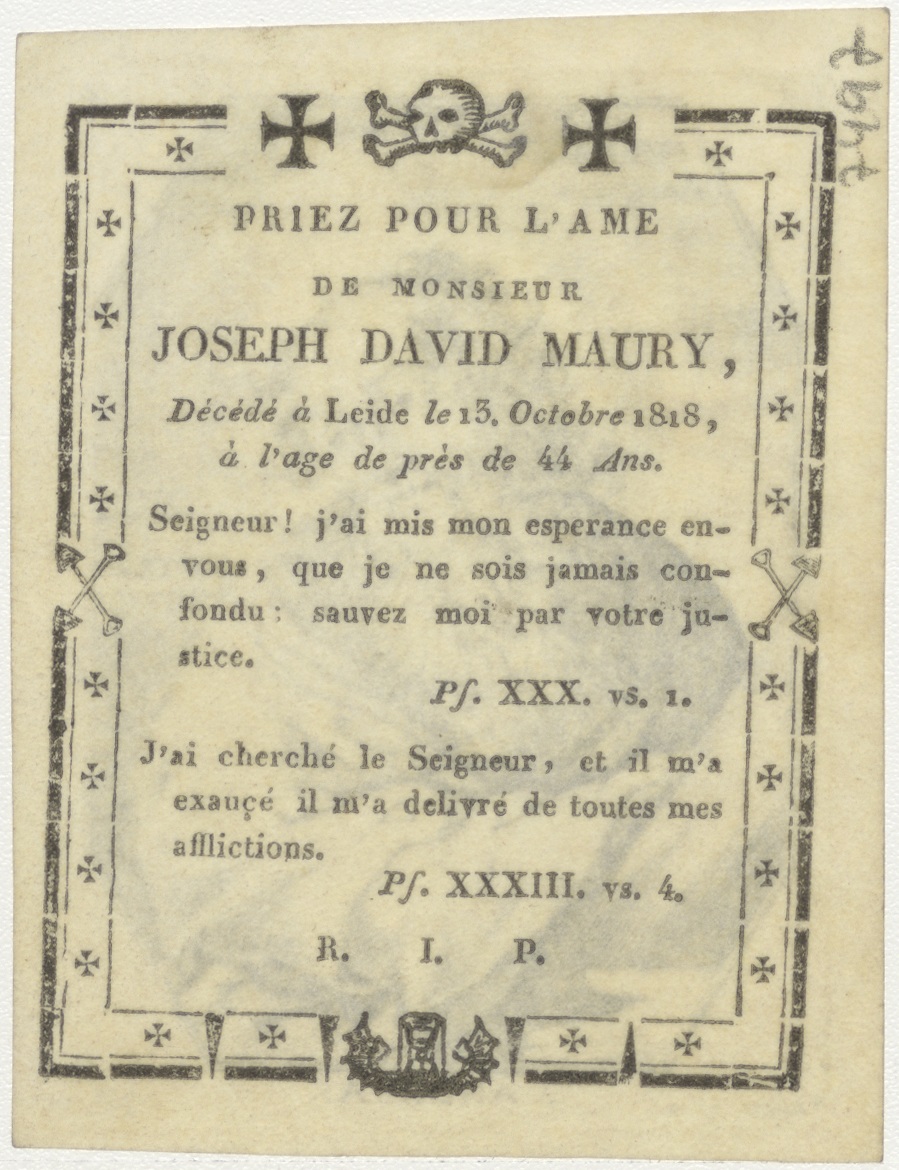 PRIEZ POUR L'AME
DE MONSIEUR
JOSEPH DAVID MAURY,
Décédé à Leide le 13. Octobre 1818,
à l'age de près de 44 Ans.
Seigneur! j'ai mis mon esperance en-
vous, que je ne sois jamais con-
fondu: sauvez moi par votre ju-
stice.
Pſ. XXX. vs. 1.
J'ai cherché le Seigneur, et il m'a
exauçé il m'a delivré de toutes mes
afflictions.
Pſ. XXXIII. vs. 4.
R. I. P.